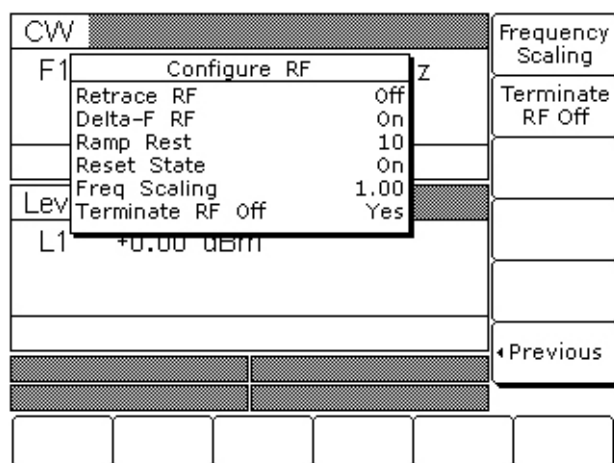 CW
F1
z
Configure RF
Retrace RF Off
Delta-F RF On
Ramp Rest 10
Reset State On
Freq Scaling 1.00
Terminate RF Off Yes
Lev
L1 +0.00 dBm
Frequency
Scaling
Terminate
RF Off
Previous